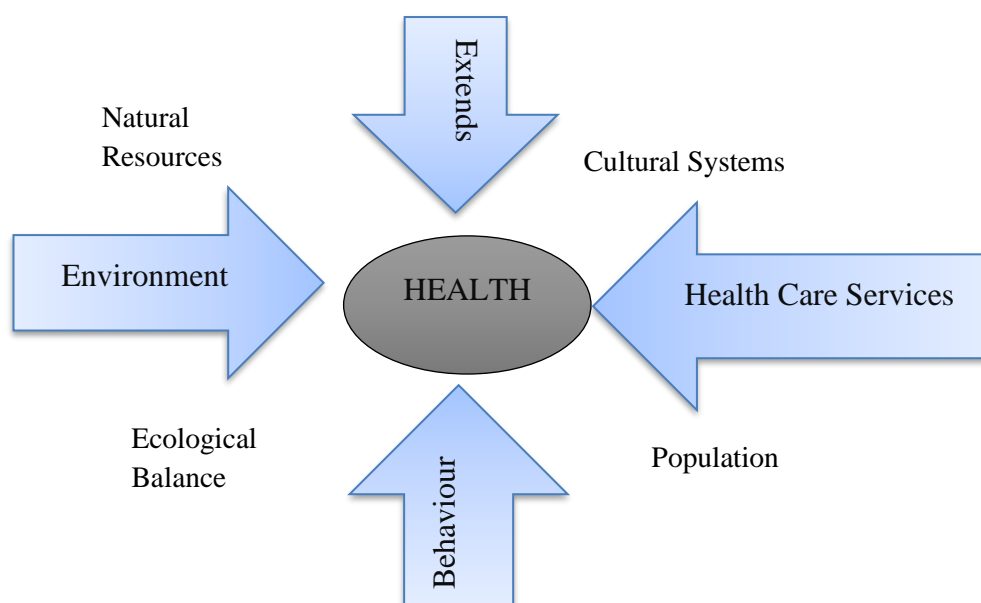 Extends
Natural
Resources
Cultural Systems
Environment
HEALTH
Health Care Services
Ecological
Balance
Population
Behaviour